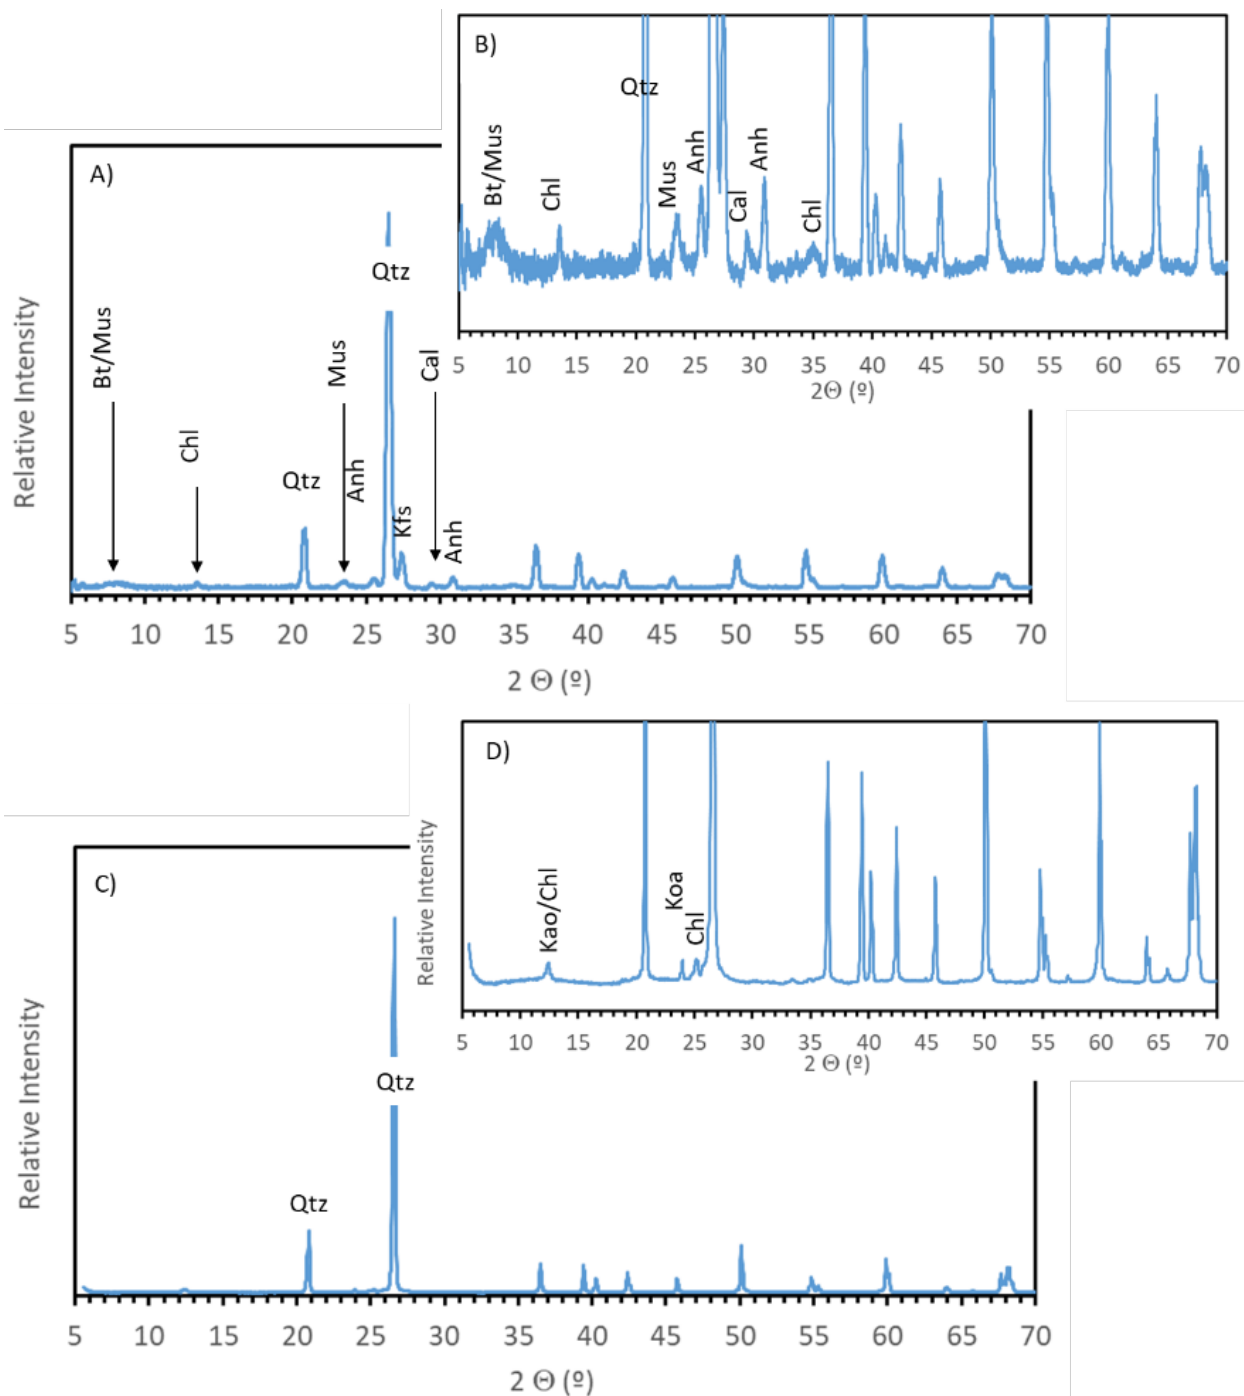 B)
Qtz
Bt/Mus
Chl
Mus
Anh
Cal
Anh
Chl
5 10 15 20 25 30 35 40 45 50 55 60 65 70
2Θ (º)
A)
Relative Intensity
Qtz
Bt/Mus
Chl
Qtz
Mus
Anh
Kfs
Cal
Anh
5 10 15 20 25 30 35 40 45 50 55 60 65 70
2 Θ (º)
D)
Relative Intensity
Kao/Chl
Koa
Chl
5 10 15 20 25 30 35 40 45 50 55 60 65 70
2 Θ (º)
C)
Relative Intensity
Qtz
Qtz
5 10 15 20 25 30 35 40 45 50 55 60 65 70
2 Θ (º)